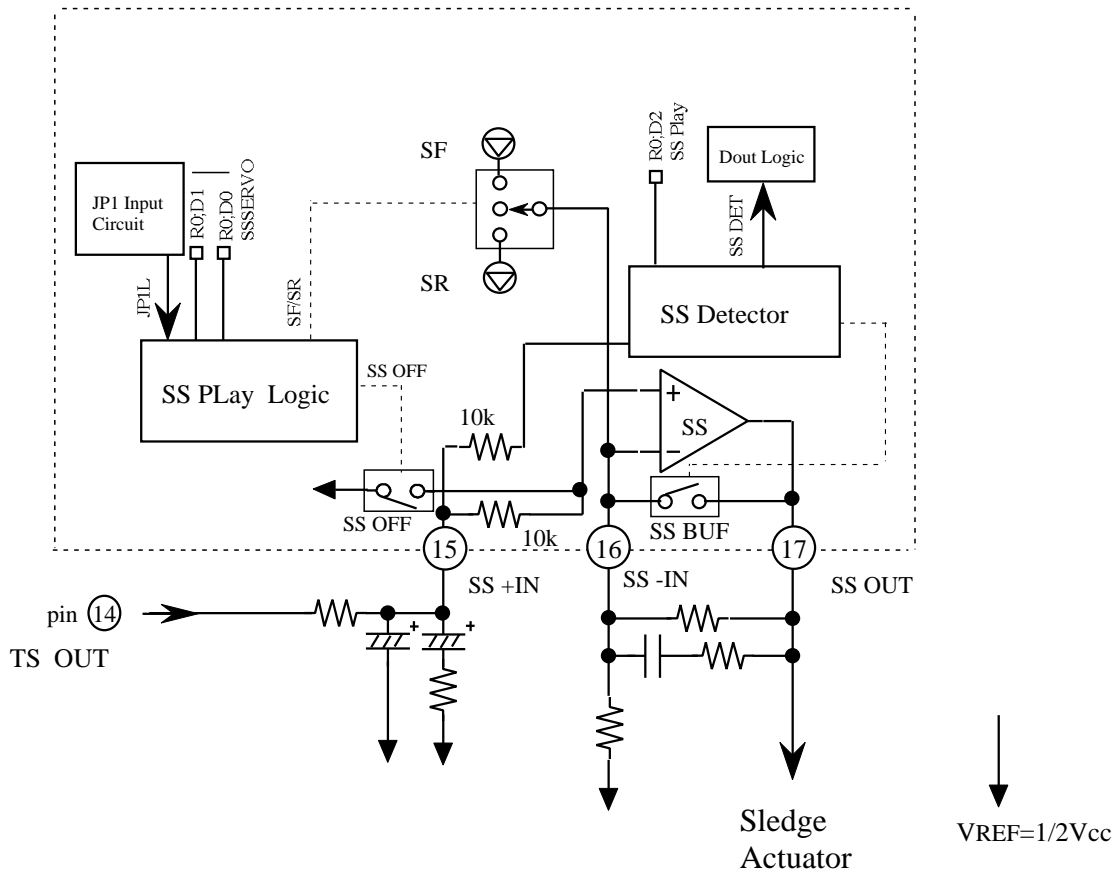 SF
R0;D2
SS Play
Dout Logic
JP1 Input
Circuit
R0;D1
R0;D0
SSSERVO
SS DET
SR
JP1L
SF/SR
SS Detector
SS PLay Logic
SS OFF
10k
+
SS
−
SS OFF
10k
SS BUF
15
16
17
SS +IN
SS -IN
SS OUT
pin 14
TS OUT
+
+
Sledge
Actuator
VREF=1/2Vcc